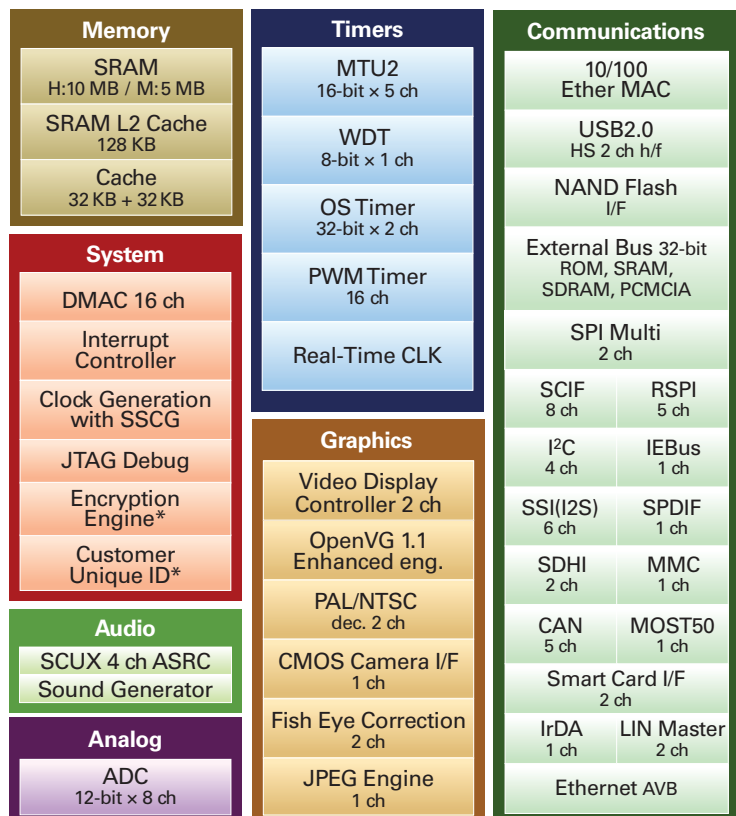 Memory
SRAM
H:10 MB / M:5 MB
SRAM L2 Cache
128 KB
Cache
32 KB + 32 KB
System
DMAC 16 ch
Interrupt
Controller
Clock Generation
with SSCG
JTAG Debug
Encryption
Engine*
Customer
Unique ID*
Audio
SCUX 4 ch ASRC
Sound Generator
Analog
ADC
12-bit × 8 ch
Timers
MTU2
16-bit × 5 ch
WDT
8-bit × 1 ch
OS Timer
32-bit × 2 ch
PWM Timer
16 ch
Real-Time CLK
Graphics
Video Display
Controller 2 ch
OpenVG 1.1
Enhanced eng.
PAL/NTSC
dec. 2 ch
CMOS Camera I/F
1 ch
Fish Eye Correction
2 ch
JPEG Engine
1 ch
Communications
10/100
Ether MAC
USB2.0
HS 2 ch h/f
NAND Flash
I/F
External Bus 32-bit
ROM, SRAM,
SDRAM, PCMCIA
SPI Multi
2 ch
SCIF
8 ch
RSPI
5 ch
I²C
4 ch
IEBus
1 ch
SSI(I2S)
6 ch
SPDIF
1 ch
SDHI
2 ch
MMC
1 ch
CAN
5 ch
MOST50
1 ch
Smart Card I/F
2 ch
IrDA
1 ch
LIN Master
2 ch
Ethernet AVB